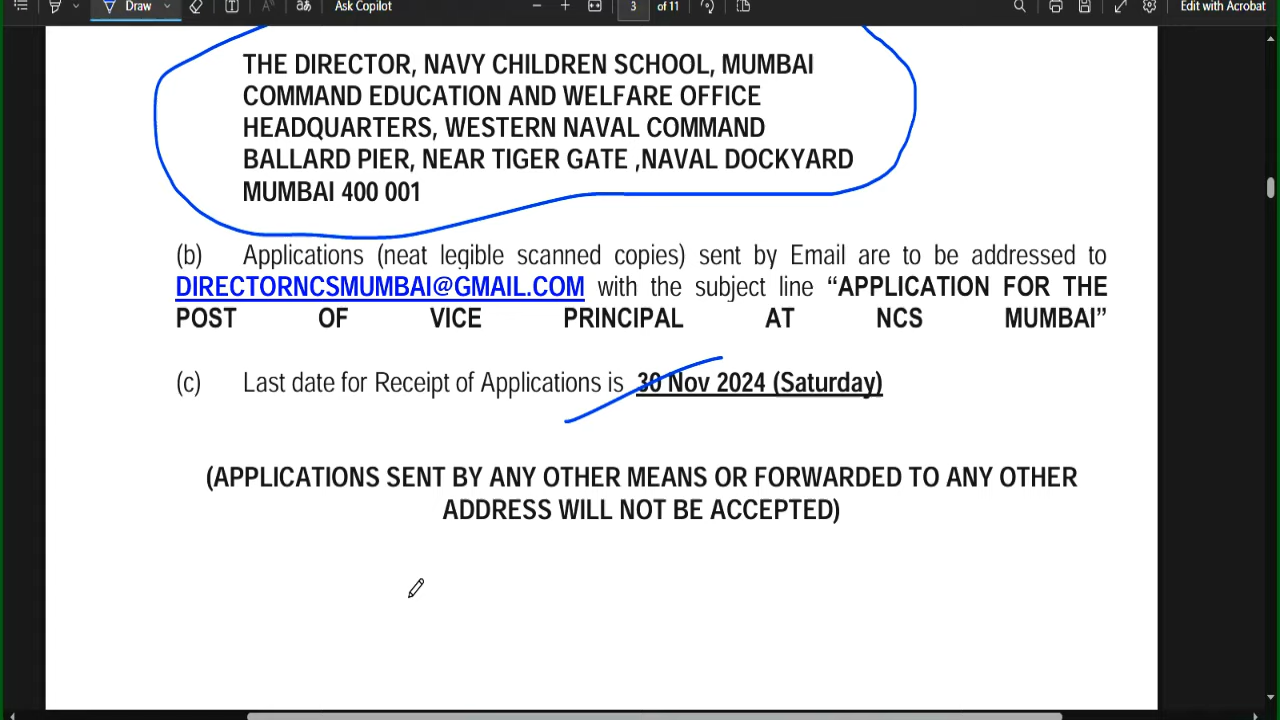 Draw
Ask Copilot
3 of 11
Edit with Acrobat
THE DIRECTOR, NAVY CHILDREN SCHOOL, MUMBAI
COMMAND EDUCATION AND WELFARE OFFICE
HEADQUARTERS, WESTERN NAVAL COMMAND
BALLARD PIER, NEAR TIGER GATE ,NAVAL DOCKYARD
MUMBAI 400 001
(b) Applications (neat legible scanned copies) sent by Email are to be addressed to
DIRECTORNCSMUMBAI@GMAIL.COM with the subject line “APPLICATION FOR THE
POST OF VICE PRINCIPAL AT NCS MUMBAI”
(c) Last date for Receipt of Applications is 30 Nov 2024 (Saturday)
(APPLICATIONS SENT BY ANY OTHER MEANS OR FORWARDED TO ANY OTHER
ADDRESS WILL NOT BE ACCEPTED)